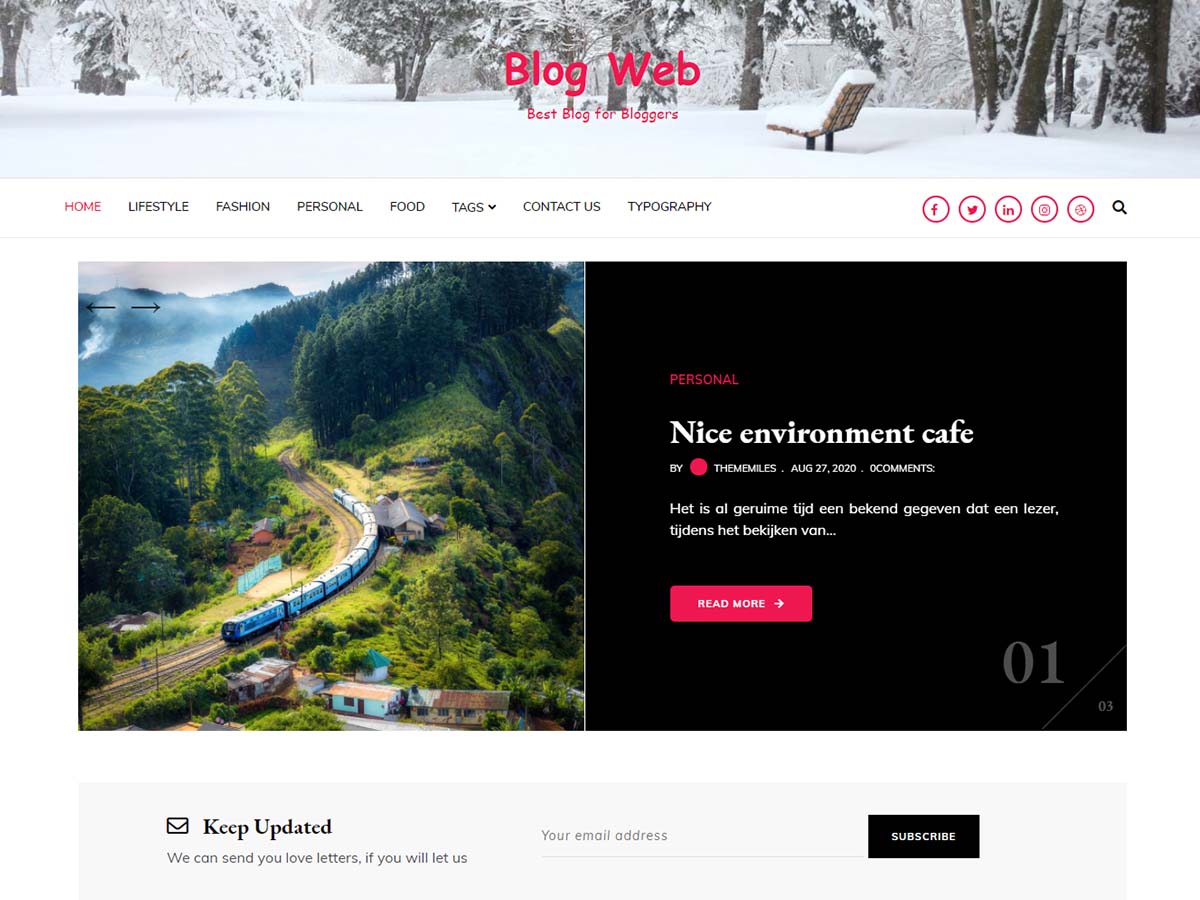 Blog Web
Best Blog for Bloggers
HOME LIFESTYLE FASHION PERSONAL FOOD TAGS CONTACT US TYPOGRAPHY
PERSONAL
Nice environment cafe
BY THEMEMILES . AUG 27, 2020 . 0COMMENTS:
Het is al geruime tijd een bekend gegeven dat een lezer,
tijdens het bekijken van...
READ MORE
01
03
Keep Updated
We can send you love letters, if you will let us
Your email address
SUBSCRIBE